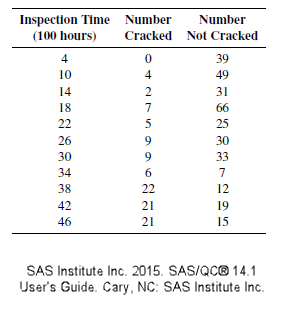 Inspection Time Number Number
(100 hours) Cracked Not Cracked
4 0 39
10 4 49
14 2 31
18 7 66
22 5 25
26 9 30
30 9 33
34 6 7
38 22 12
42 21 19
46 21 15
SAS Institute Inc. 2015. SAS/QC® 14.1
User's Guide. Cary, NC: SAS Institute Inc.